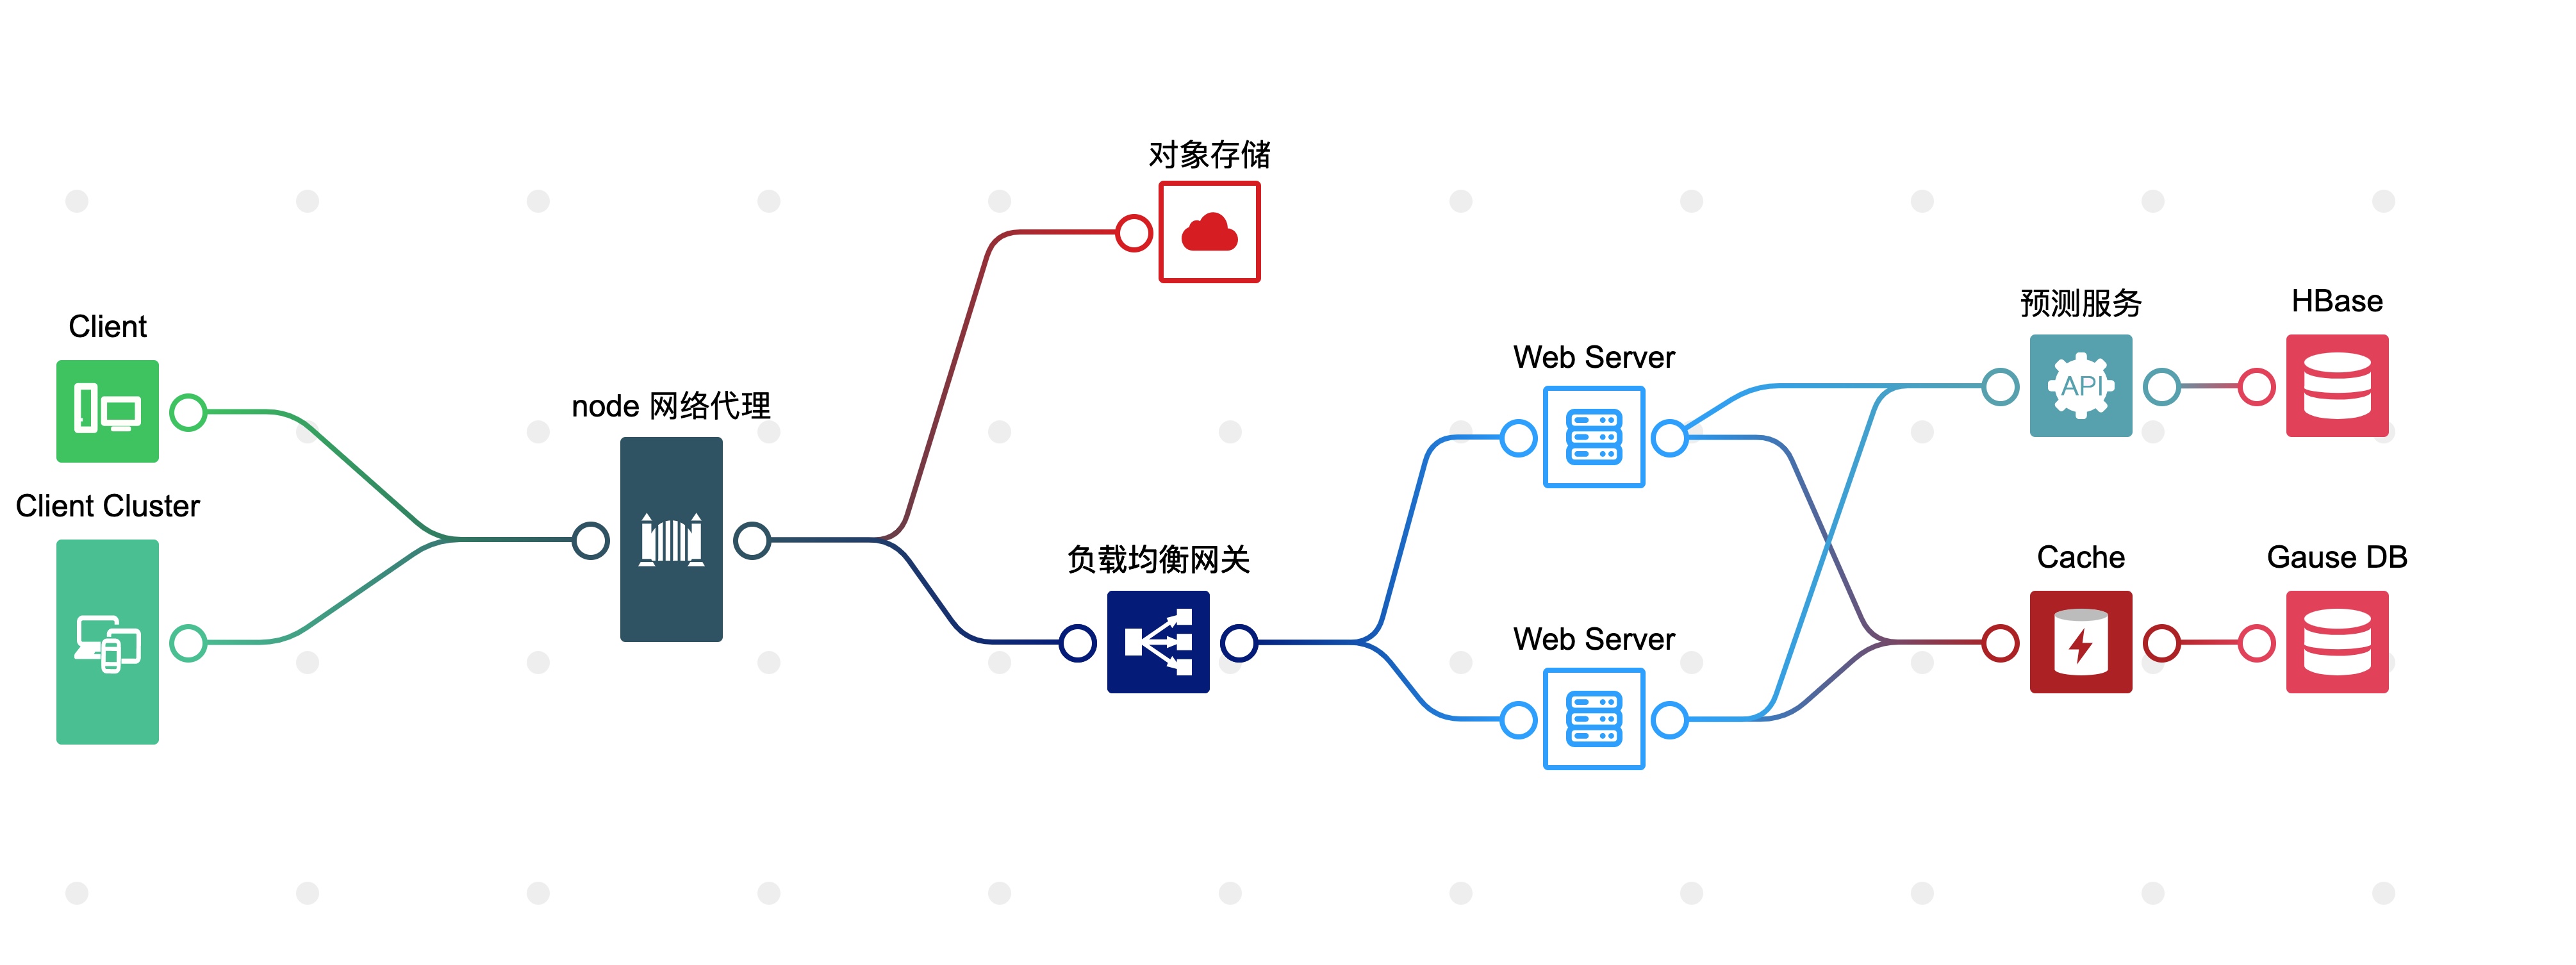 对象存储
预测服务
HBase
Client
Web Server
node 网络代理
API
Client Cluster
负载均衡网关
Cache
Gause DB
Web Server